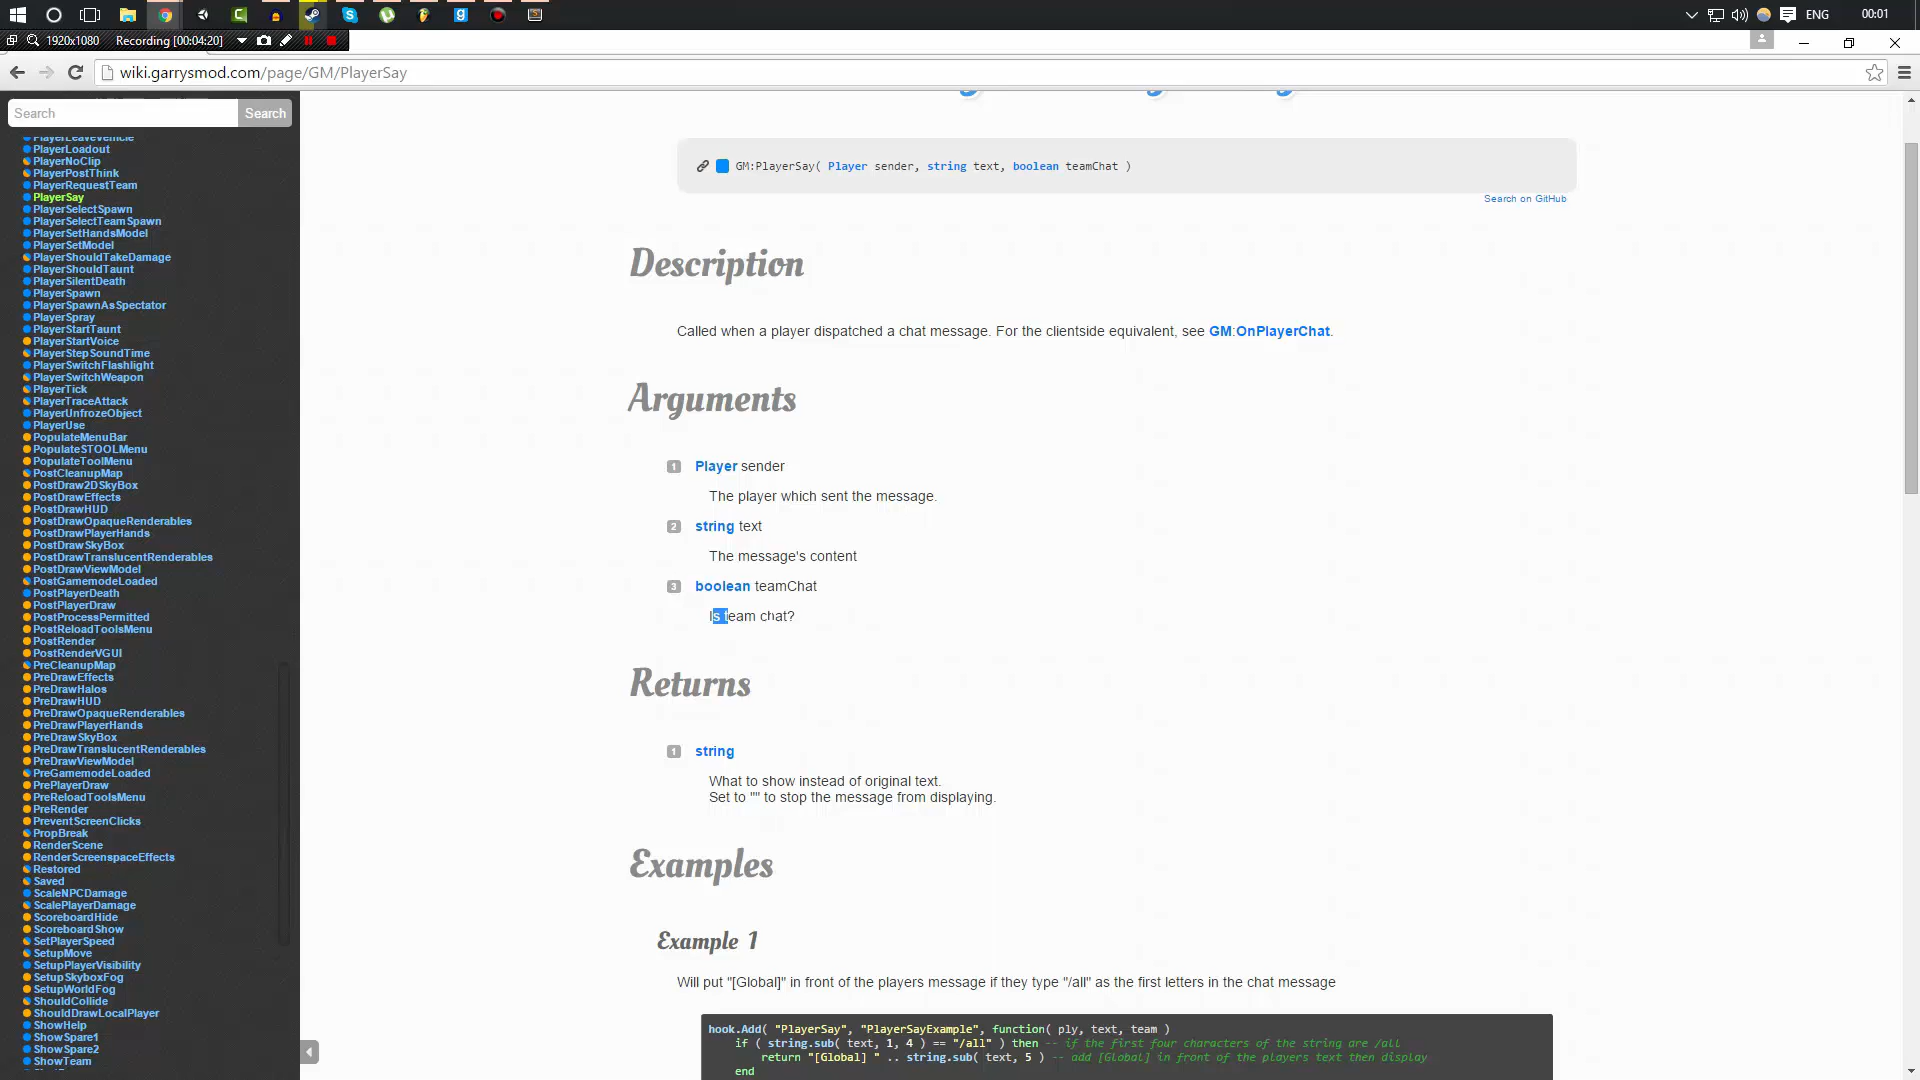 ENG
00:01
1920x1080
Recording [00:04:20]
wiki.garrysmod.com/page/GM/PlayerSay
Search
Search
PlayerLeaveVehicle
PlayerLoadout
PlayerNoClip
PlayerPostThink
PlayerRequestTeam
PlayerSay
PlayerSelectSpawn
PlayerSelectTeamSpawn
PlayerSetHandsModel
PlayerSetModel
PlayerShouldTakeDamage
PlayerShouldTaunt
PlayerSilentDeath
PlayerSpawn
PlayerSpawnAsSpectator
PlayerSpray
PlayerStartTaunt
PlayerStartVoice
PlayerStepSoundTime
PlayerSwitchFlashlight
PlayerSwitchWeapon
PlayerTick
PlayerTraceAttack
PlayerUnfrozeObject
PlayerUse
PopulateMenuBar
PopulateSTOOLMenu
PopulateToolMenu
PostCleanupMap
PostDraw2DSkyBox
PostDrawEffects
PostDrawHUD
PostDrawOpaqueRenderables
PostDrawPlayerHands
PostDrawSkyBox
PostDrawTranslucentRenderables
PostDrawViewModel
PostGamemodeLoaded
PostPlayerDeath
PostPlayerDraw
PostProcessPermitted
PostReloadToolsMenu
PostRender
PostRenderVGUI
PreCleanupMap
PreDrawEffects
PreDrawHalos
PreDrawHUD
PreDrawOpaqueRenderables
PreDrawPlayerHands
PreDrawSkyBox
PreDrawTranslucentRenderables
PreDrawViewModel
PreGamemodeLoaded
PrePlayerDraw
PreReloadToolsMenu
PreRender
PreventScreenClicks
PropBreak
RenderScene
RenderScreenspaceEffects
Restored
Saved
ScaleNPCDamage
ScalePlayerDamage
ScoreboardHide
ScoreboardShow
SetPlayerSpeed
SetupMove
SetupPlayerVisibility
SetupSkyboxFog
SetupWorldFog
ShouldCollide
ShouldDrawLocalPlayer
ShowHelp
ShowSpare1
ShowSpare2
ShowTeam
GM:PlayerSay( Player sender, string text, boolean teamChat )
Search on GitHub
Description
Called when a player dispatched a chat message. For the clientside equivalent, see GM:OnPlayerChat.
Arguments
1 Player sender
The player which sent the message.
2 string text
The message's content
3 boolean teamChat
Is team chat?
Returns
1 string
What to show instead of original text.
Set to "" to stop the message from displaying.
Examples
Example 1
Will put "[Global]" in front of the players message if they type "/all" as the first letters in the chat message
hook.Add( "PlayerSay", "PlayerSayExample", function( ply, text, team )
if ( string.sub( text, 1, 4 ) == "/all" ) then -- if the first four characters of the string are /all
return "[Global] " .. string.sub( text, 5 ) -- add [Global] in front of the players text then display
end